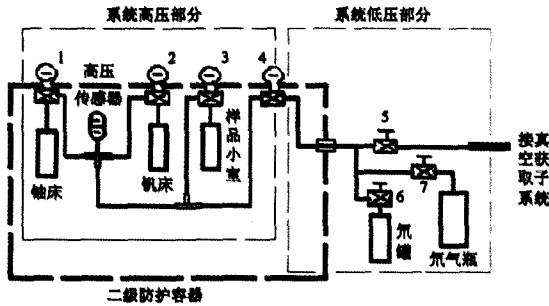 系统高压部分
系统低压部分
1
2
3
4
高压
传感器
铀床
钒床
样品小室
5
6
7
接真
空获
取子
系统
氚罐
氘气瓶
二级防护容器